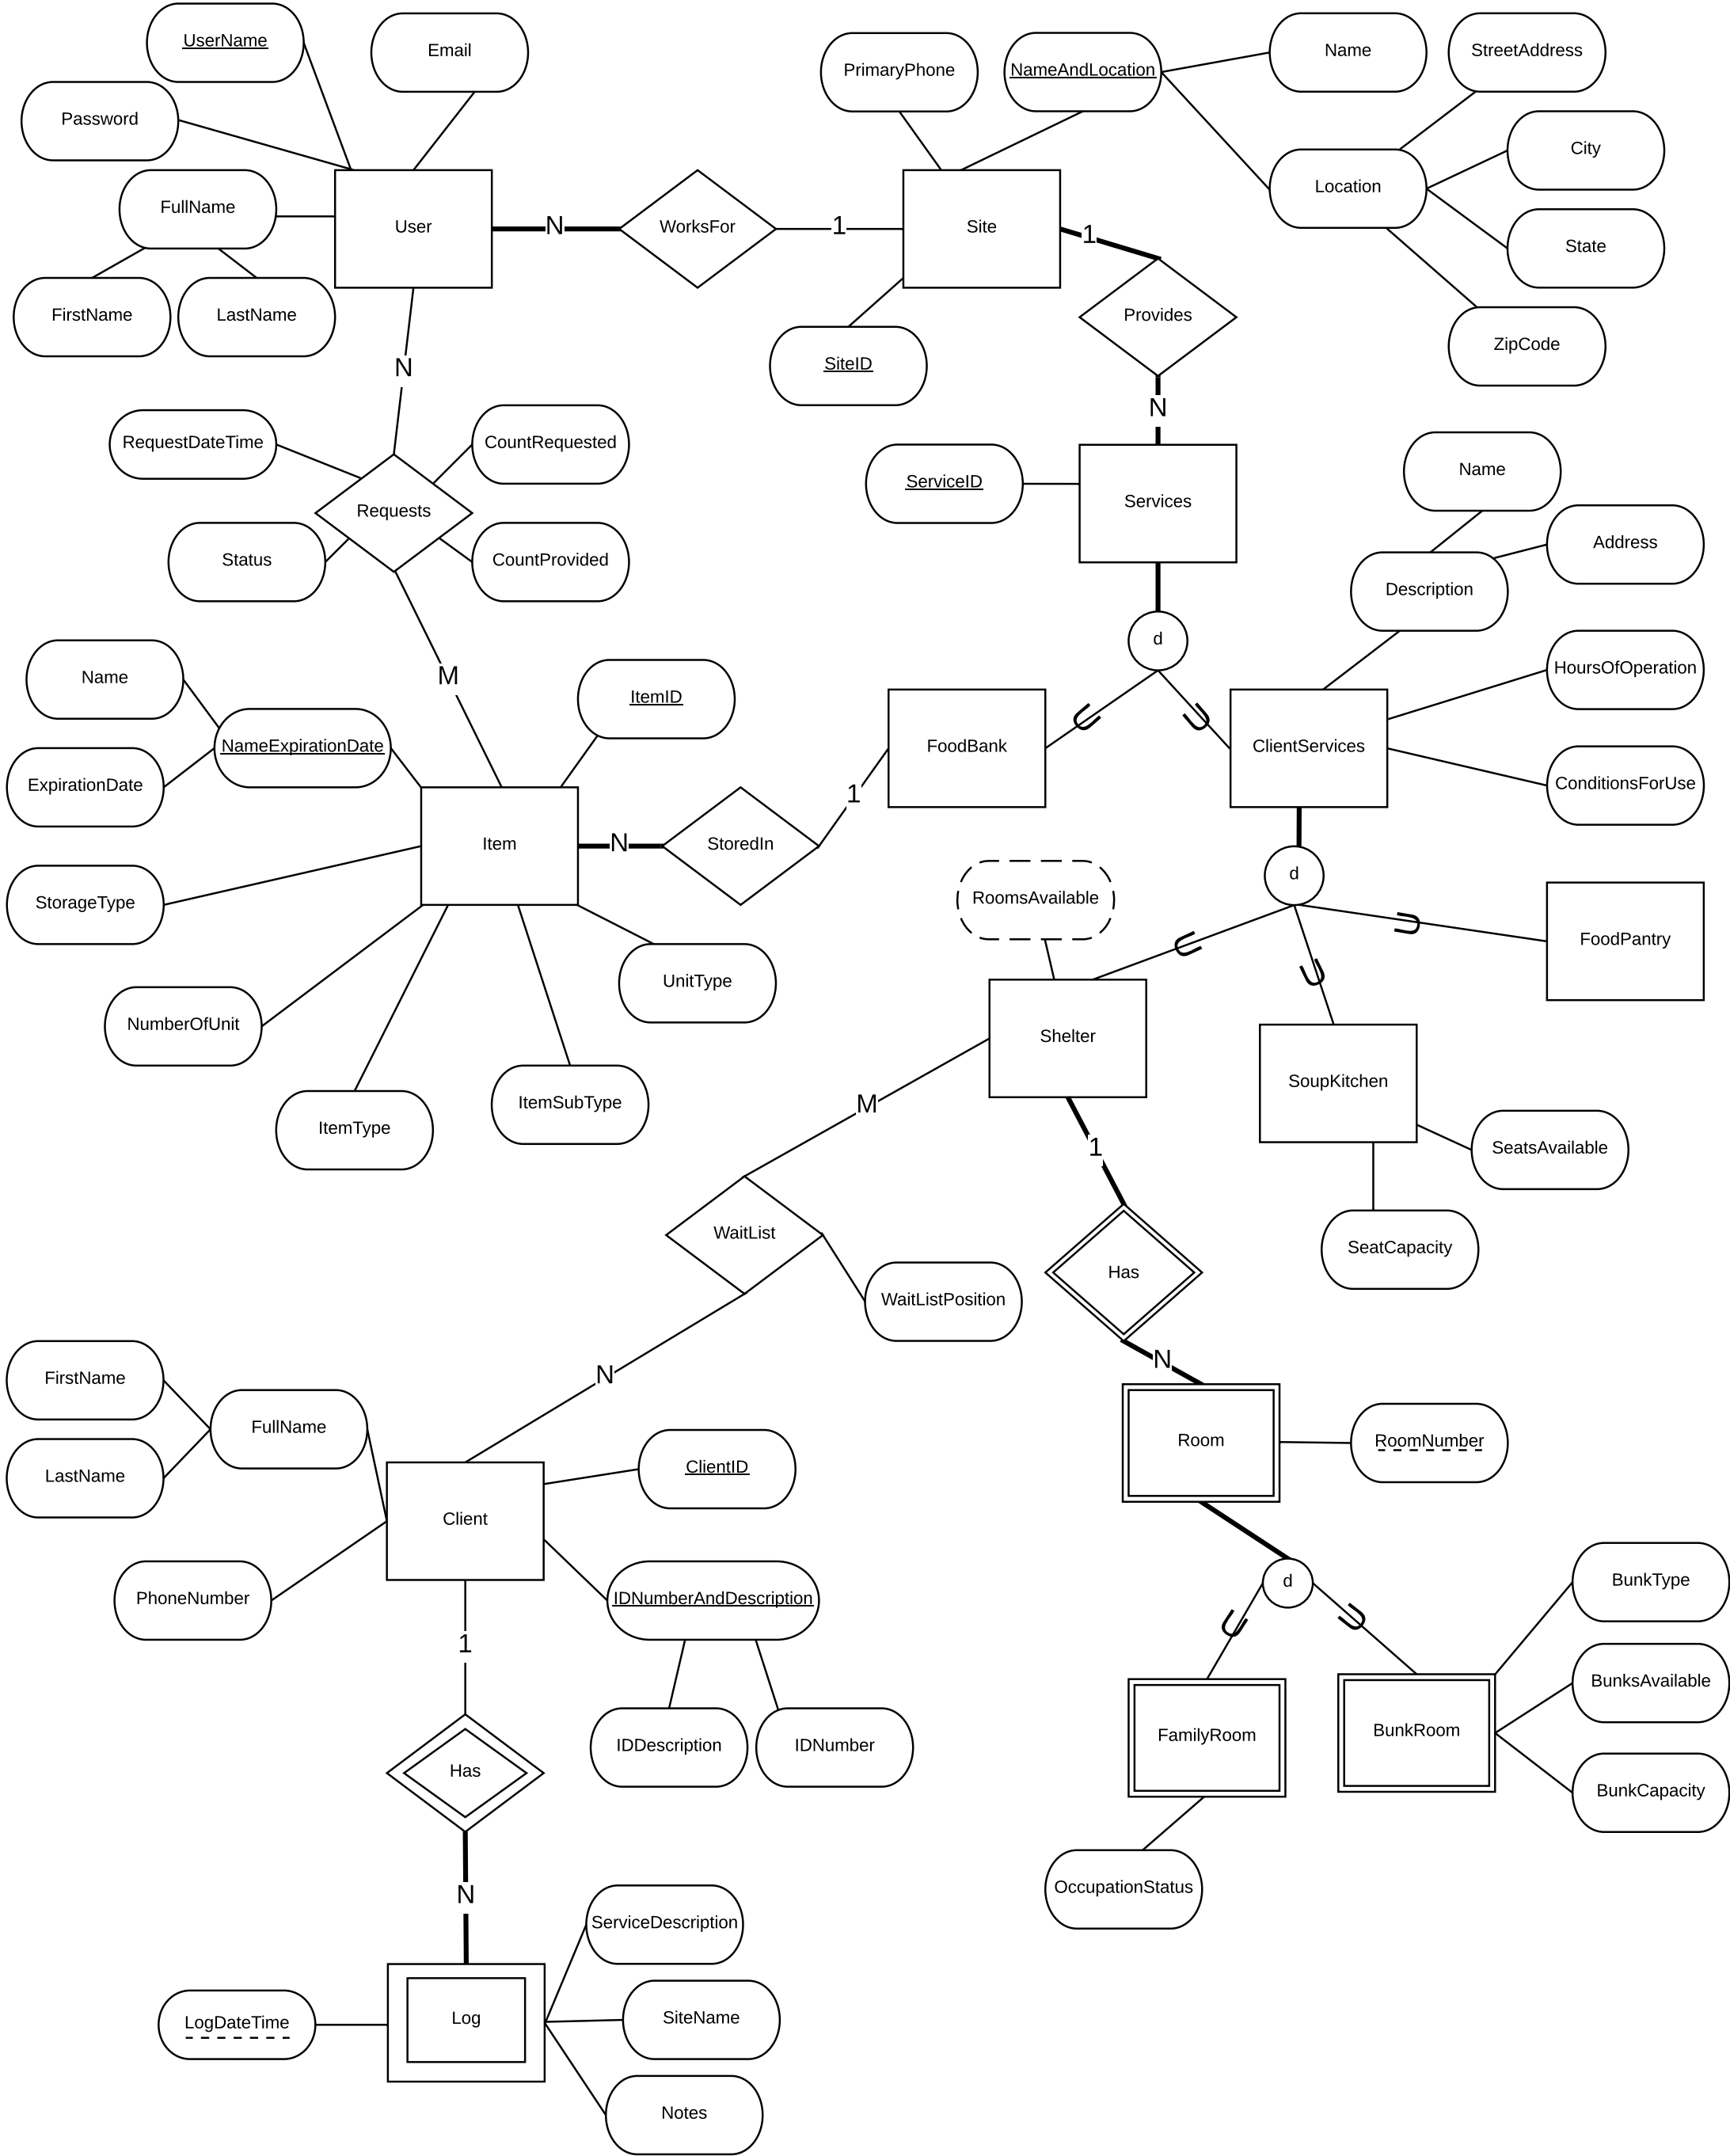 UserName
Email
PrimaryPhone
NameAndLocation
Name
StreetAddress
Password
City
FullName
Location
User
N
WorksFor
1
Site
1
State
FirstName
LastName
Provides
ZipCode
SiteID
N
N
RequestDateTime
CountRequested
Name
ServiceID
Services
Requests
Address
Status
CountProvided
Description
d
Name
M
ItemID
HoursOfOperation
NameExpirationDate
FoodBank
ClientServices
ExpirationDate
1
ConditionsForUse
Item
N
StoredIn
d
StorageType
RoomsAvailable
FoodPantry
UnitType
NumberOfUnit
Shelter
SoupKitchen
M
ItemSubType
ItemType
1
SeatsAvailable
WaitList
SeatCapacity
Has
WaitListPosition
N
N
FirstName
FullName
Room
RoomNumber
LastName
ClientID
Client
d
BunkType
PhoneNumber
IDNumberAndDescription
1
BunksAvailable
IDDescription
IDNumber
FamilyRoom
BunkRoom
Has
BunkCapacity
OccupationStatus
N
ServiceDescription
LogDateTime
Log
SiteName
Notes